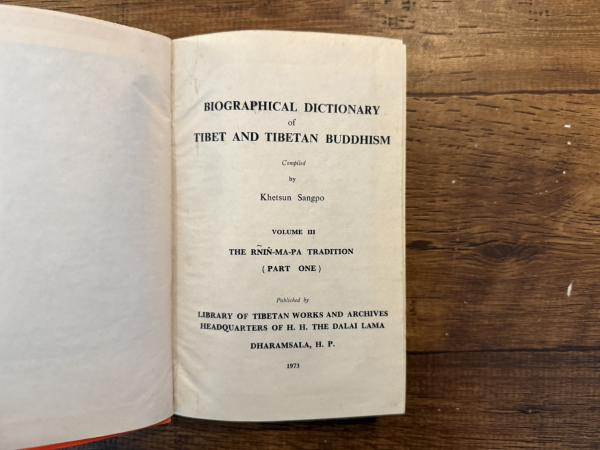 BIOGRAPHICAL DICTIONARY
of
TIBET AND TIBETAN BUDDHISM
Compiled
by
Khetsun Sangpo
VOLUME III
THE RÑIṄ-MA-PA TRADITION
( PART ONE )
Published by
LIBRARY OF TIBETAN WORKS AND ARCHIVES
HEADQUARTERS OF H. H. THE DALAI LAMA
DHARAMSALA, H. P.
1973